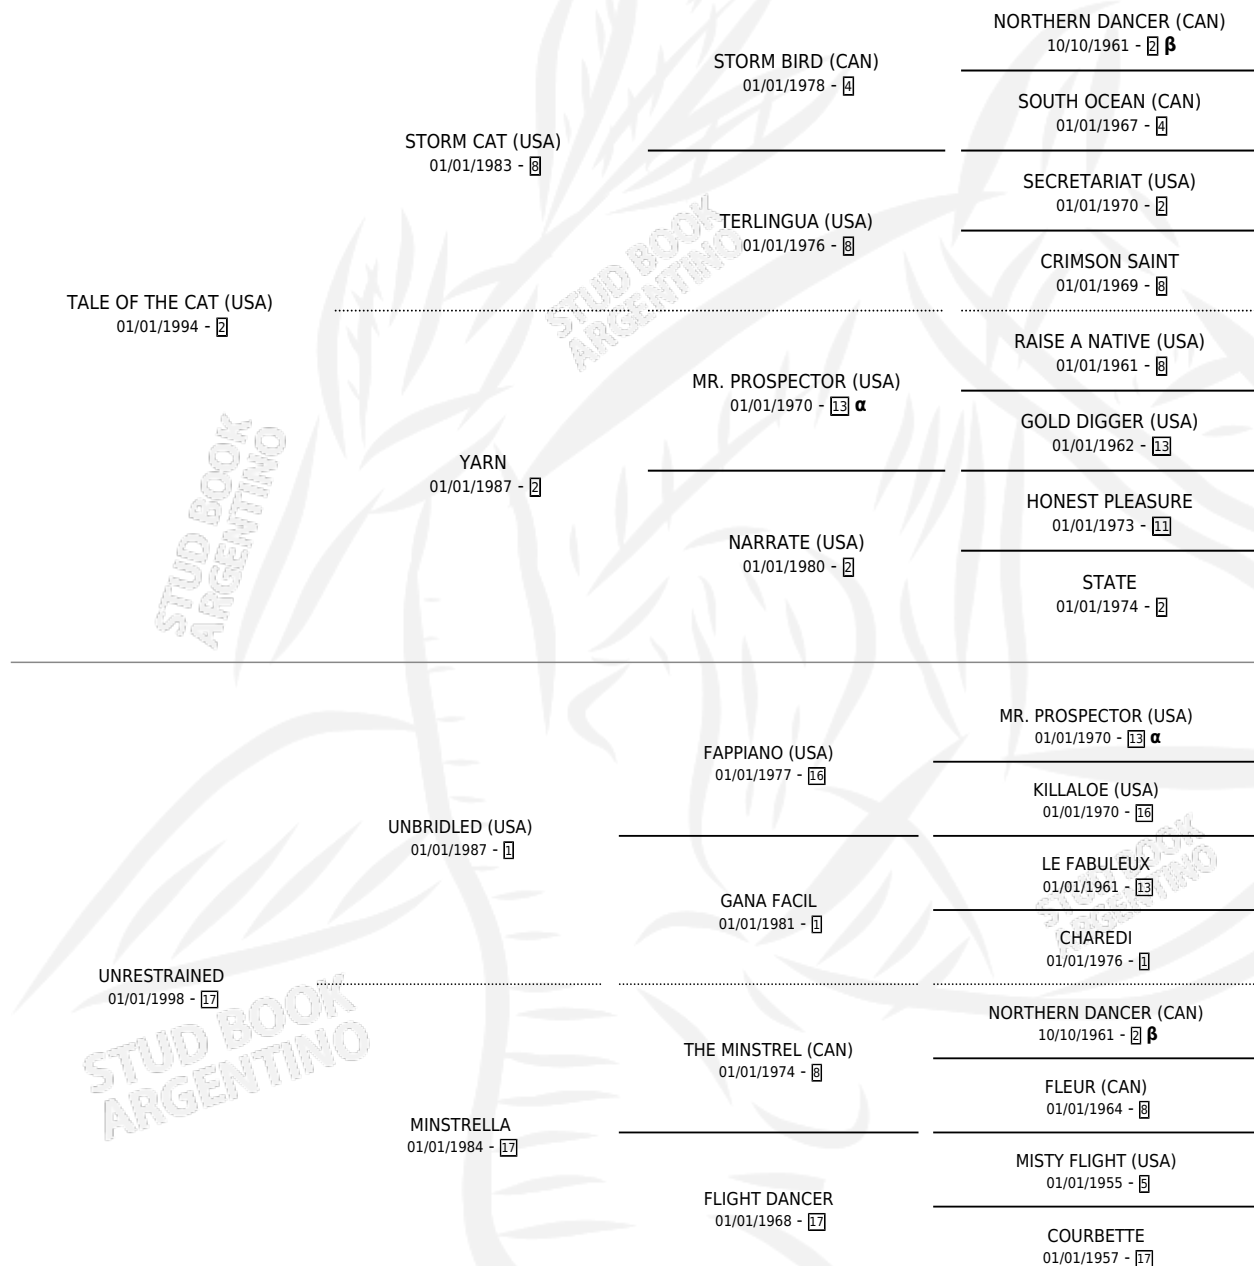 NORTHERN DANCER (CAN)
10/10/1961 - 2 β
STORM BIRD (CAN)
01/01/1978 - 4
SOUTH OCEAN (CAN)
01/01/1967 - 4
STORM CAT (USA)
01/01/1983 - 8
SECRETARIAT (USA)
01/01/1970 - 2
TERLINGUA (USA)
01/01/1976 - 8
CRIMSON SAINT
01/01/1969 - 8
STUD BOOK
ARGENTINO
TALE OF THE CAT (USA)
01/01/1994 - 2
RAISE A NATIVE (USA)
01/01/1961 - 8
MR. PROSPECTOR (USA)
01/01/1970 - 13 α
GOLD DIGGER (USA)
01/01/1962 - 13
YARN
01/01/1987 - 2
HONEST PLEASURE
01/01/1973 - 11
NARRATE (USA)
01/01/1980 - 2
STATE
01/01/1974 - 2
STUD BOOK
ARGENTINO
MR. PROSPECTOR (USA)
01/01/1970 - 13 α
FAPPIANO (USA)
01/01/1977 - 16
KILLALOE (USA)
01/01/1970 - 16
UNBRIDLED (USA)
01/01/1987 - 1
LE FABULEUX
01/01/1961 - 13
STUD BOOK
ARGENTINO
GANA FACIL
01/01/1981 - 1
CHAREDI
01/01/1976 - 1
UNRESTRAINED
01/01/1998 - 17
STUD BOOK
ARGENTINO
NORTHERN DANCER (CAN)
10/10/1961 - 2 β
THE MINSTREL (CAN)
01/01/1974 - 8
FLEUR (CAN)
01/01/1964 - 8
MINSTRELLA
01/01/1984 - 17
MISTY FLIGHT (USA)
01/01/1955 - 5
FLIGHT DANCER
01/01/1968 - 17
COURBETTE
01/01/1957 - 17